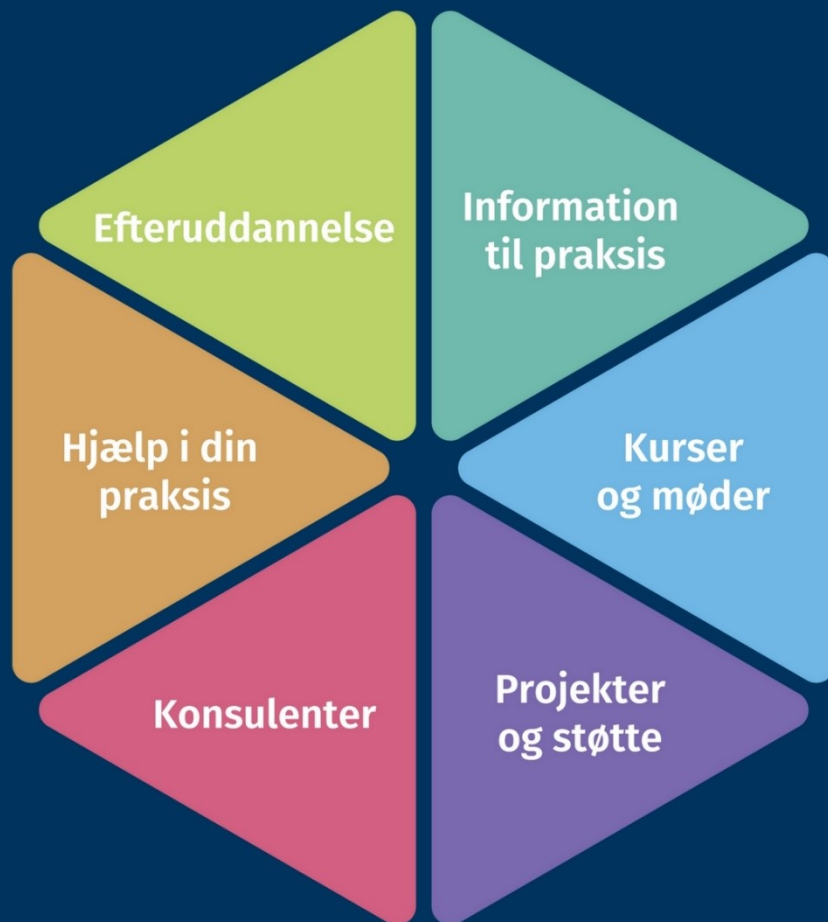 Efteruddannelse
Information
til praksis
Hjælp i din
praksis
Kurser
og møder
Konsulenter
Projekter
og støtte